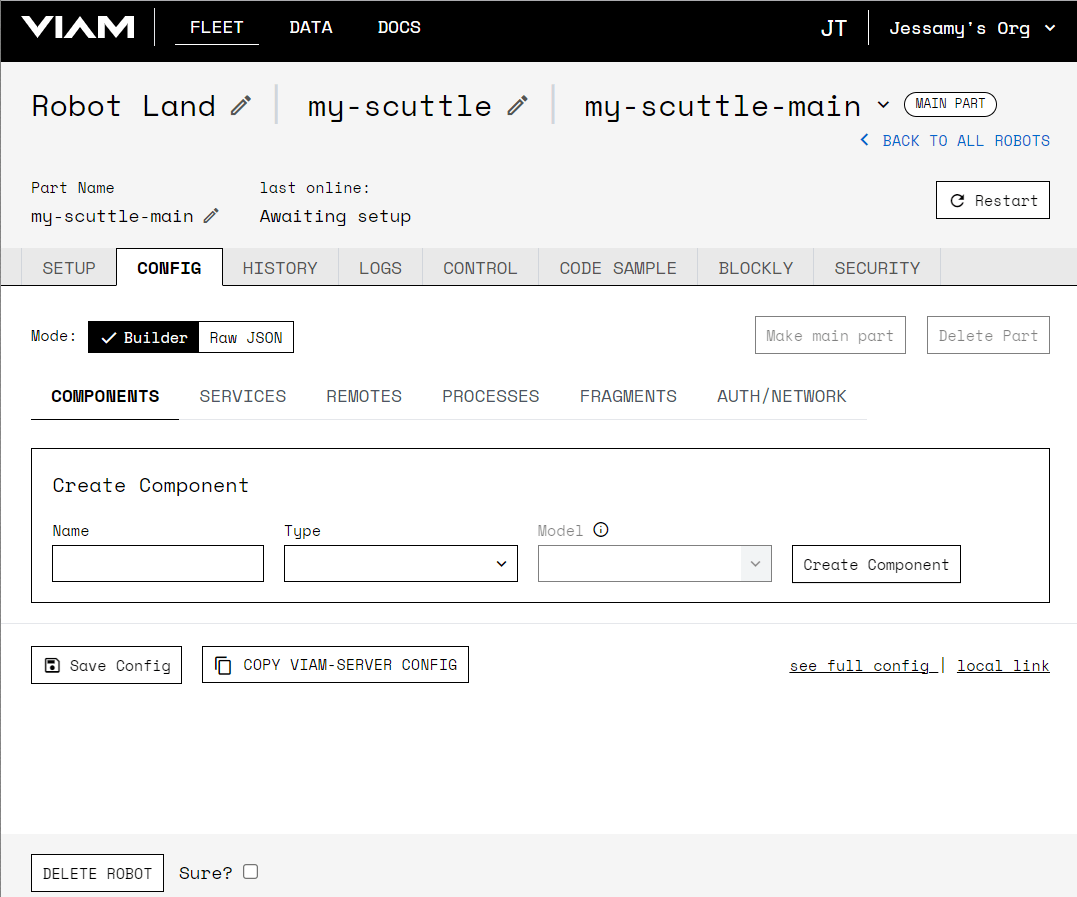 VIAM FLEET DATA DOCS JT Jessamy's Org
Robot Land my-scuttle my-scuttle-main MAIN PART
BACK TO ALL ROBOTS
Part Name last online:
my-scuttle-main Awaiting setup Restart
SETUP CONFIG HISTORY LOGS CONTROL CODE SAMPLE BLOCKLY SECURITY
Mode: Builder Raw JSON Make main part Delete Part
COMPONENTS SERVICES REMOTES PROCESSES FRAGMENTS AUTH/NETWORK
Create Component
Name Type Model
Create Component
Save Config COPY VIAM-SERVER CONFIG see full config | local link
DELETE ROBOT Sure?